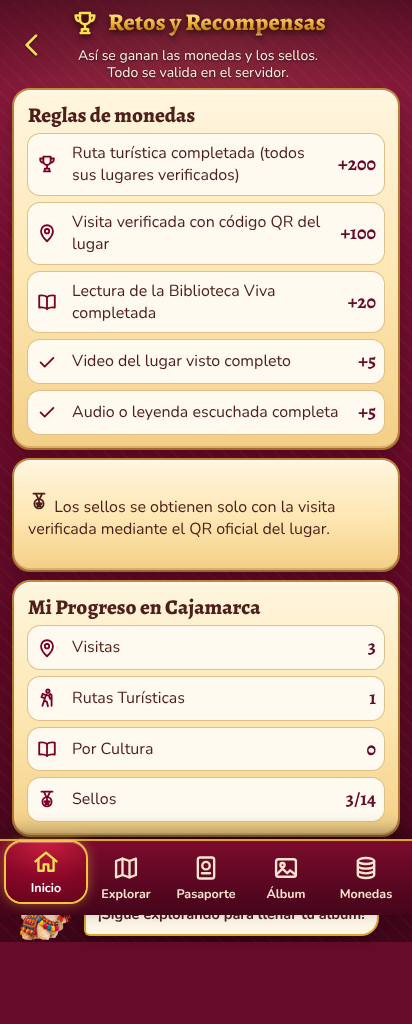 Retos y Recompensas
Así se ganan las monedas y los sellos.
Todo se valida en el servidor.
Reglas de monedas
Ruta turística completada (todos
sus lugares verificados)
+200
Visita verificada con código QR del
lugar
+100
Lectura de la Biblioteca Viva
completada
+20
Video del lugar visto completo
+5
Audio o leyenda escuchada completa
+5
Los sellos se obtienen solo con la visita
verificada mediante el QR oficial del lugar.
Mi Progreso en Cajamarca
Visitas
3
Rutas Turísticas
1
Por Cultura
0
Sellos
3/14
Inicio
Explorar
Pasaporte
Álbum
Monedas
¡Sigue explorando para llenar tu álbum!